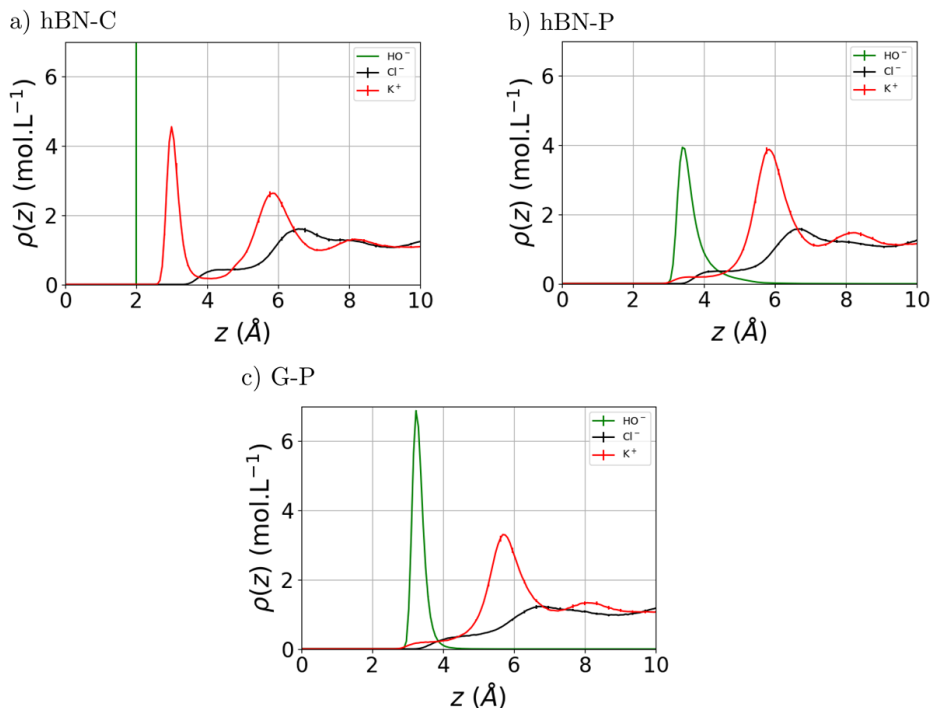 a) hBN-C
ρ(z) (mol.L⁻¹)
6
4
2
0
HO⁻
Cl⁻
K⁺
0 2 4 6 8 10
z (Å)
b) hBN-P
ρ(z) (mol.L⁻¹)
6
4
2
0
HO⁻
Cl⁻
K⁺
0 2 4 6 8 10
z (Å)
c) G-P
ρ(z) (mol.L⁻¹)
6
4
2
0
HO⁻
Cl⁻
K⁺
0 2 4 6 8 10
z (Å)